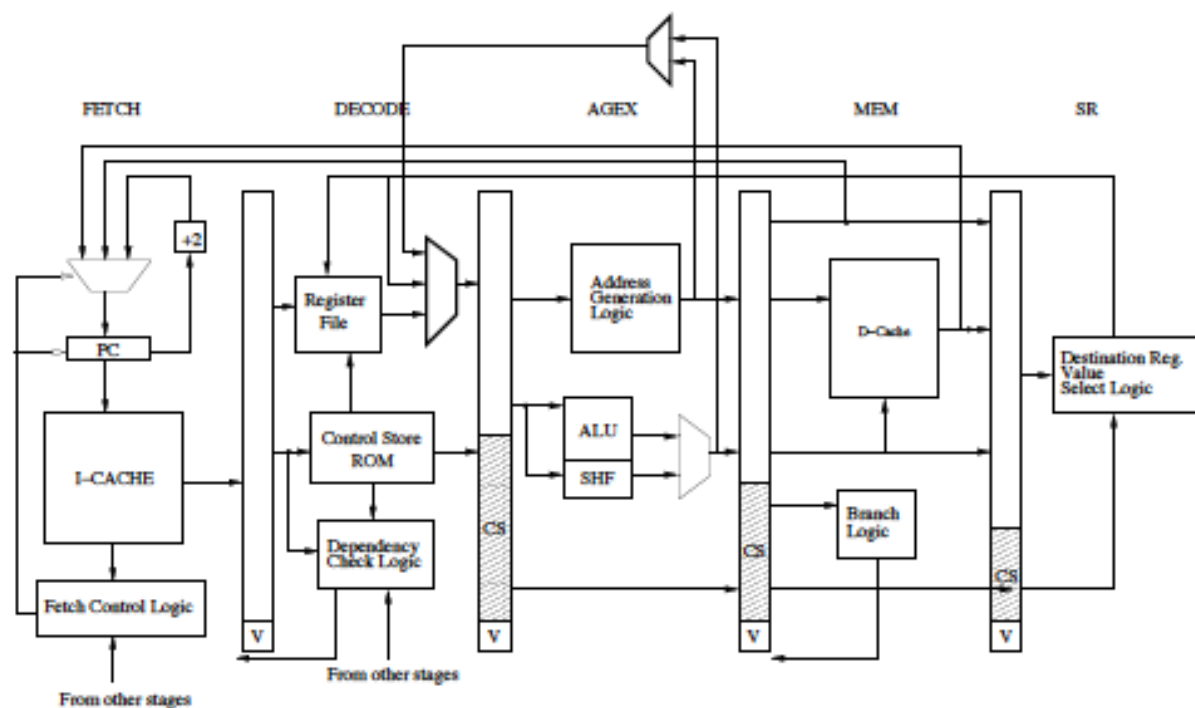 FETCH
DECODE
AGEX
MEM
SR
+2
PC
I-CACHE
Fetch Control Logic
From other stages
V
Register
File
Control Store
ROM
Dependency
Check Logic
From other stages
CS
V
Address
Generation
Logic
ALU
SHF
CS
V
D-Cache
Branch
Logic
CS
V
Destination Reg.
Value
Select Logic